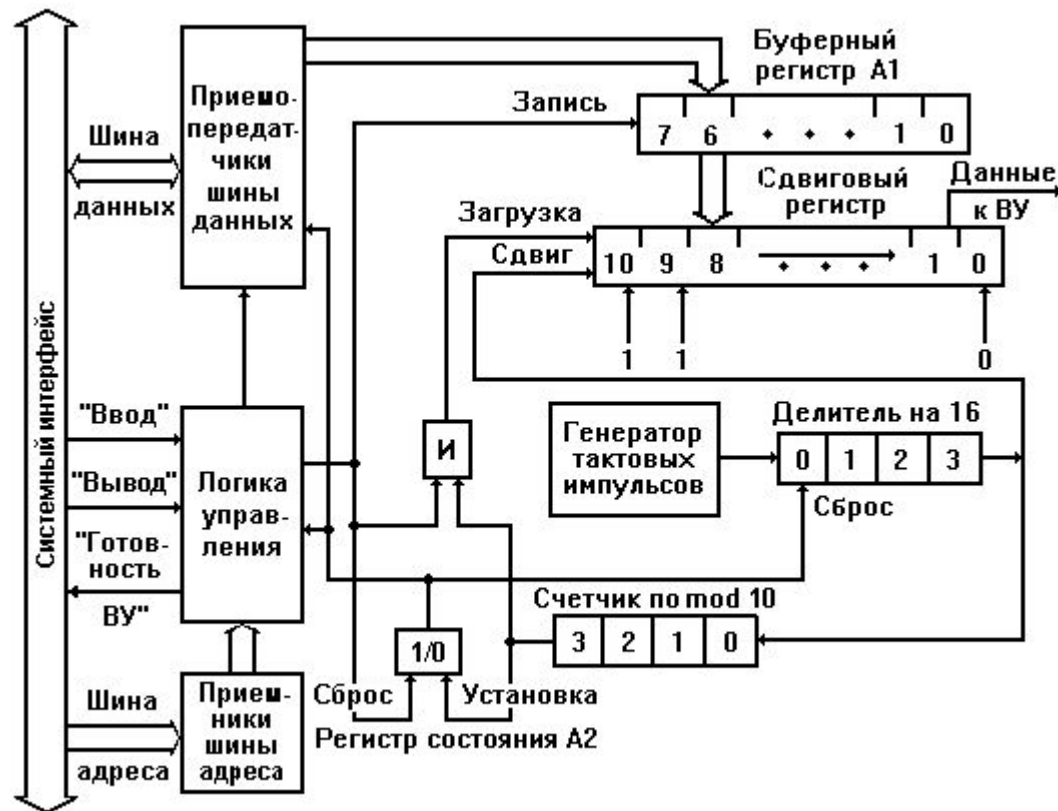 Системный интерфейс
Приемо-
передат-
чики
шины
данных
Шина
данных
Буферный
регистр А1
Запись
7 6 • • • 1 0
Сдвиговый
регистр
Данные
к ВУ
Загрузка
Сдвиг
10 9 8 • • • 1 0
1 1 0
"Ввод"
"Вывод"
"Готов-
ность
ВУ"
Логика
управ-
ления
И
Генератор
тактовых
импульсов
Делитель на 16
0 1 2 3
Сброс
Счетчик по mod 10
3 2 1 0
1/0
Сброс
Установка
Регистр состояния А2
Шина
адреса
Прием-
ники
шины
адреса